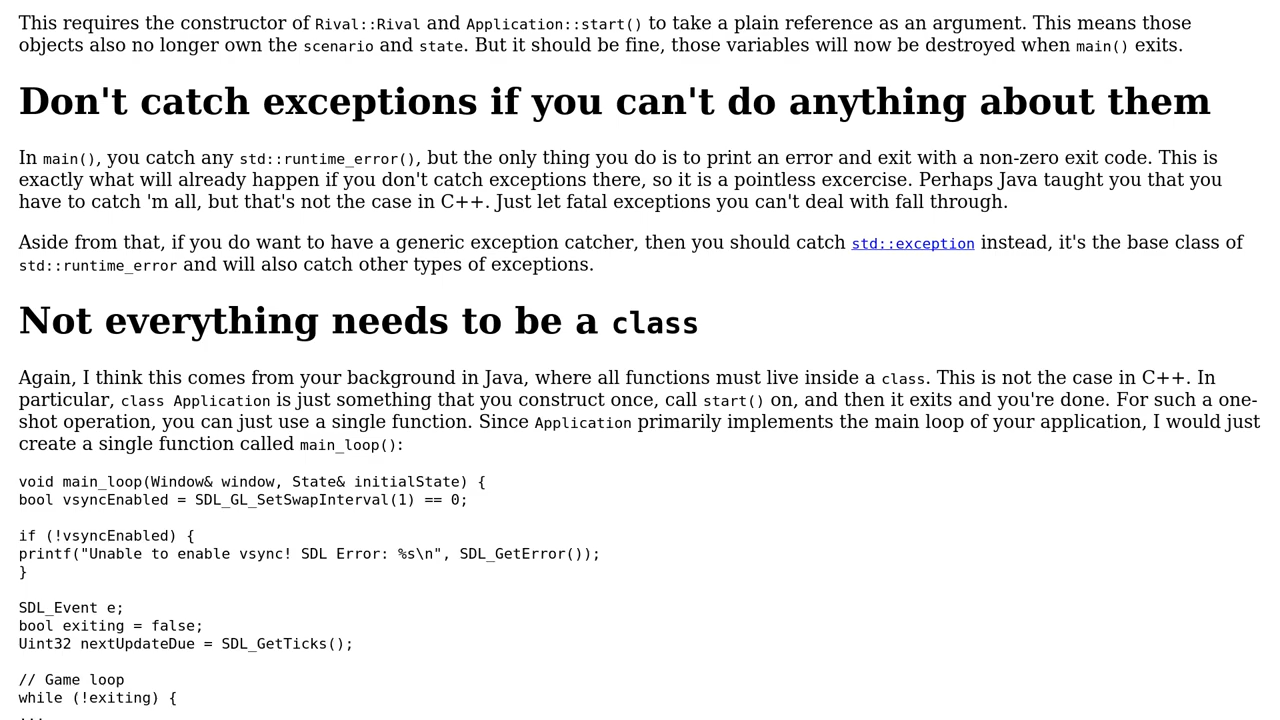 This requires the constructor of Rival::Rival and Application::start() to take a plain reference as an argument. This means those
objects also no longer own the scenario and state. But it should be fine, those variables will now be destroyed when main() exits.
Don't catch exceptions if you can't do anything about them
In main(), you catch any std::runtime_error(), but the only thing you do is to print an error and exit with a non-zero exit code. This is
exactly what will already happen if you don't catch exceptions there, so it is a pointless excercise. Perhaps Java taught you that you
have to catch 'm all, but that's not the case in C++. Just let fatal exceptions you can't deal with fall through.
Aside from that, if you do want to have a generic exception catcher, then you should catch std::exception instead, it's the base class of
std::runtime_error and will also catch other types of exceptions.
Not everything needs to be a class
Again, I think this comes from your background in Java, where all functions must live inside a class. This is not the case in C++. In
particular, class Application is just something that you construct once, call start() on, and then it exits and you're done. For such a one-
shot operation, you can just use a single function. Since Application primarily implements the main loop of your application, I would just
create a single function called main_loop():
void main_loop(Window& window, State& initialState) {
bool vsyncEnabled = SDL_GL_SetSwapInterval(1) == 0;
if (!vsyncEnabled) {
printf("Unable to enable vsync! SDL Error: %s\n", SDL_GetError());
}
SDL_Event e;
bool exiting = false;
Uint32 nextUpdateDue = SDL_GetTicks();
// Game loop
while (!exiting) {
...